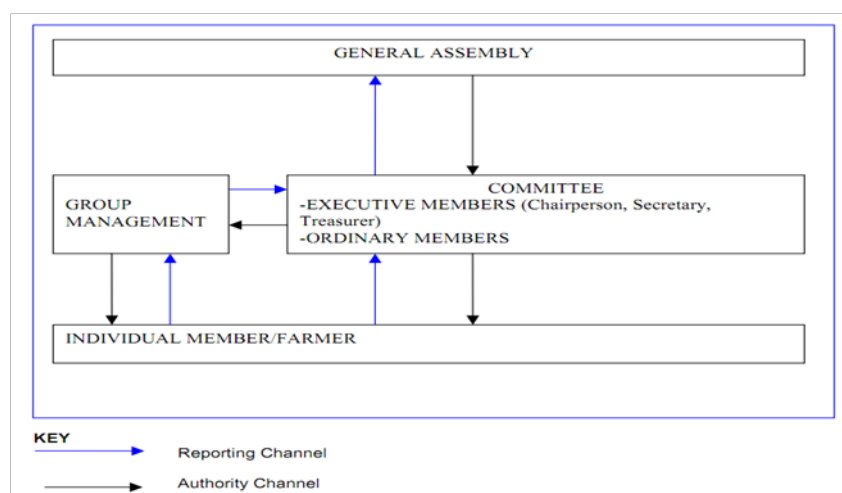 GENERAL ASSEMBLY
GROUP
MANAGEMENT
COMMITTEE
-EXECUTIVE MEMBERS (Chairperson, Secretary,
Treasurer)
-ORDINARY MEMBERS
INDIVIDUAL MEMBER/FARMER
KEY
Reporting Channel
Authority Channel